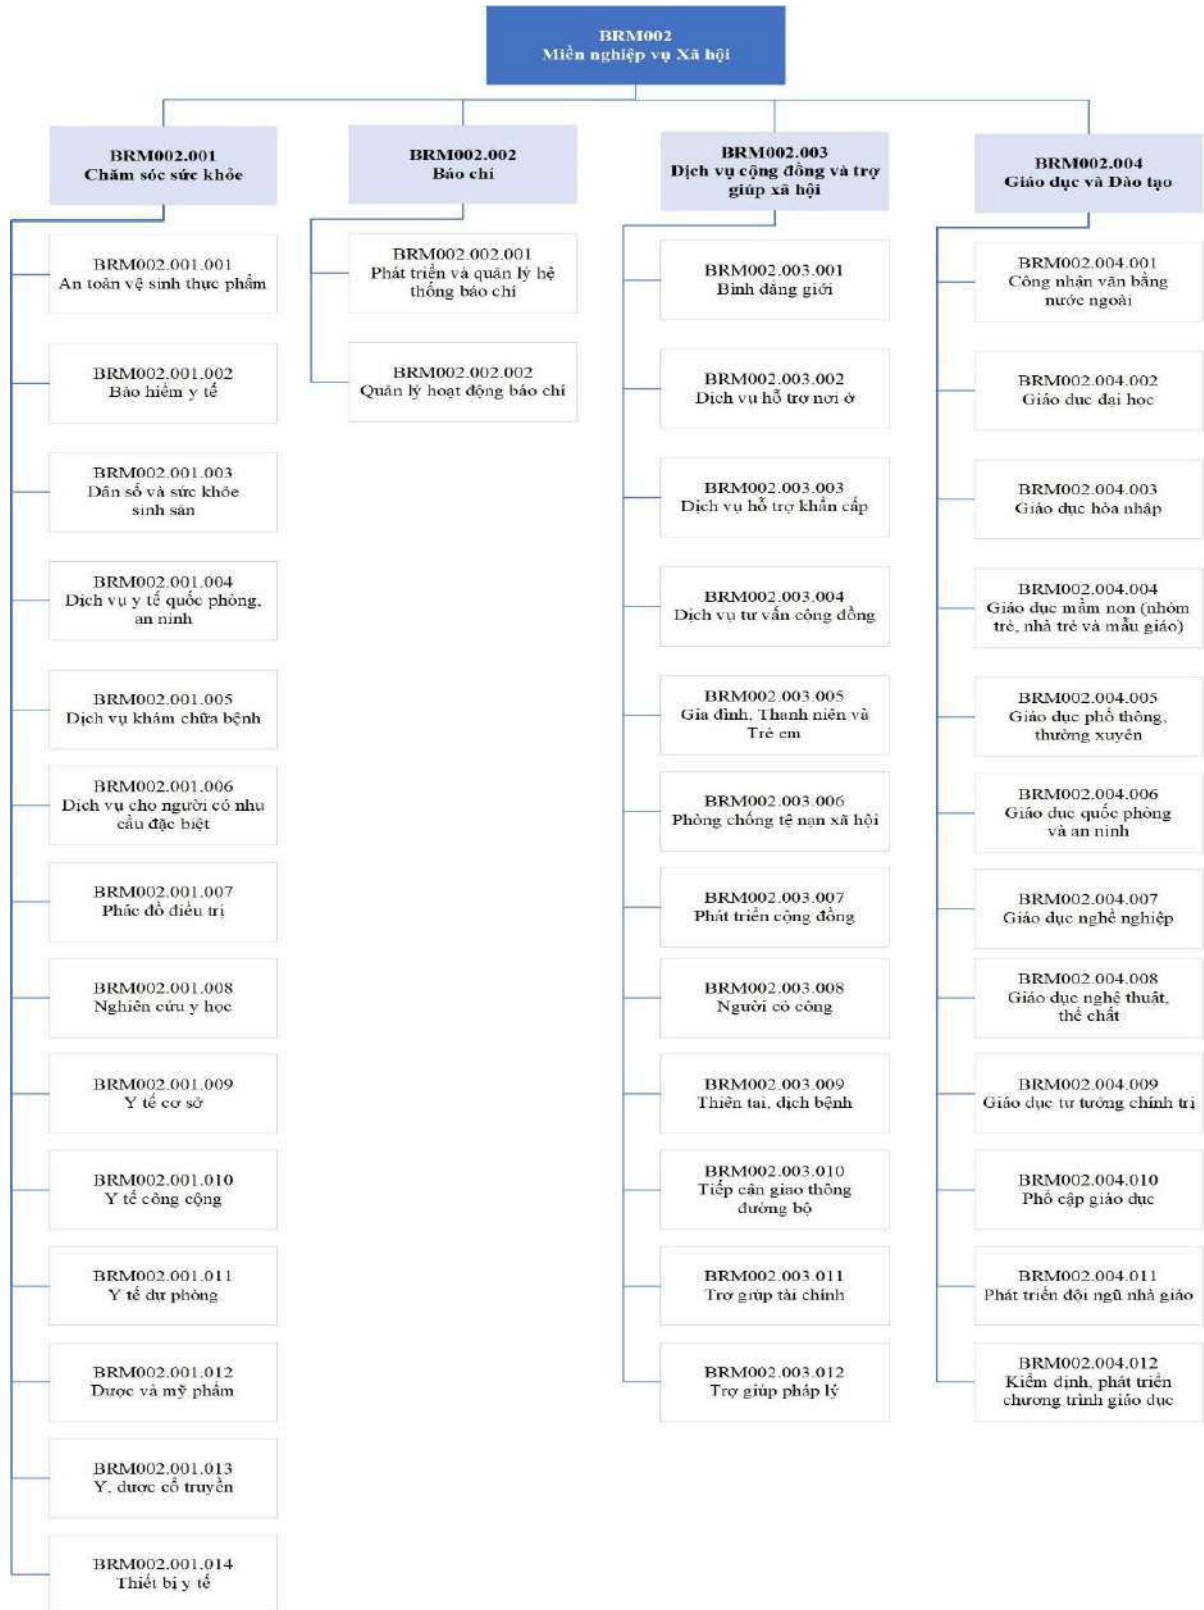 BRM002
Miền nghiệp vụ Xã hội
BRM002.001
Chăm sóc sức khỏe
BRM002.001.001
An toàn vệ sinh thực phẩm
BRM002.001.002
Bảo hiểm y tế
BRM002.001.003
Dân số và sức khỏe
sinh sản
BRM002.001.004
Dịch vụ y tế quốc phòng,
an ninh
BRM002.001.005
Dịch vụ khám chữa bệnh
BRM002.001.006
Dịch vụ cho người có nhu
cầu đặc biệt
BRM002.001.007
Phác đồ điều trị
BRM002.001.008
Nghiên cứu y học
BRM002.001.009
Y tế cơ sở
BRM002.001.010
Y tế công cộng
BRM002.001.011
Y tế dự phòng
BRM002.001.012
Dược và mỹ phẩm
BRM002.001.013
Y, dược cổ truyền
BRM002.001.014
Thiết bị y tế
BRM002.002
Báo chí
BRM002.002.001
Phát triển và quản lý hệ
thống báo chí
BRM002.002.002
Quản lý hoạt động báo chí
BRM002.003
Dịch vụ cộng đồng và trợ
giúp xã hội
BRM002.003.001
Bình đẳng giới
BRM002.003.002
Dịch vụ hỗ trợ nơi ở
BRM002.003.003
Dịch vụ hỗ trợ khẩn cấp
BRM002.003.004
Dịch vụ tư vấn cộng đồng
BRM002.003.005
Gia đình, Thanh niên và
Trẻ em
BRM002.003.006
Phòng chống tệ nạn xã hội
BRM002.003.007
Phát triển cộng đồng
BRM002.003.008
Người có công
BRM002.003.009
Thiên tai, dịch bệnh
BRM002.003.010
Tiếp cận giao thông
đường bộ
BRM002.003.011
Trợ giúp tài chính
BRM002.003.012
Trợ giúp pháp lý
BRM002.004
Giáo dục và Đào tạo
BRM002.004.001
Công nhận văn bằng
nước ngoài
BRM002.004.002
Giáo dục đại học
BRM002.004.003
Giáo dục hòa nhập
BRM002.004.004
Giáo dục mầm non (nhóm
trẻ, nhà trẻ và mẫu giáo)
BRM002.004.005
Giáo dục phổ thông,
thường xuyên
BRM002.004.006
Giáo dục quốc phòng
và an ninh
BRM002.004.007
Giáo dục nghề nghiệp
BRM002.004.008
Giáo dục nghệ thuật,
thể chất
BRM002.004.009
Giáo dục tư tưởng chính trị
BRM002.004.010
Phổ cập giáo dục
BRM002.004.011
Phát triển đội ngũ nhà giáo
BRM002.004.012
Kiểm định, phát triển
chương trình giáo dục